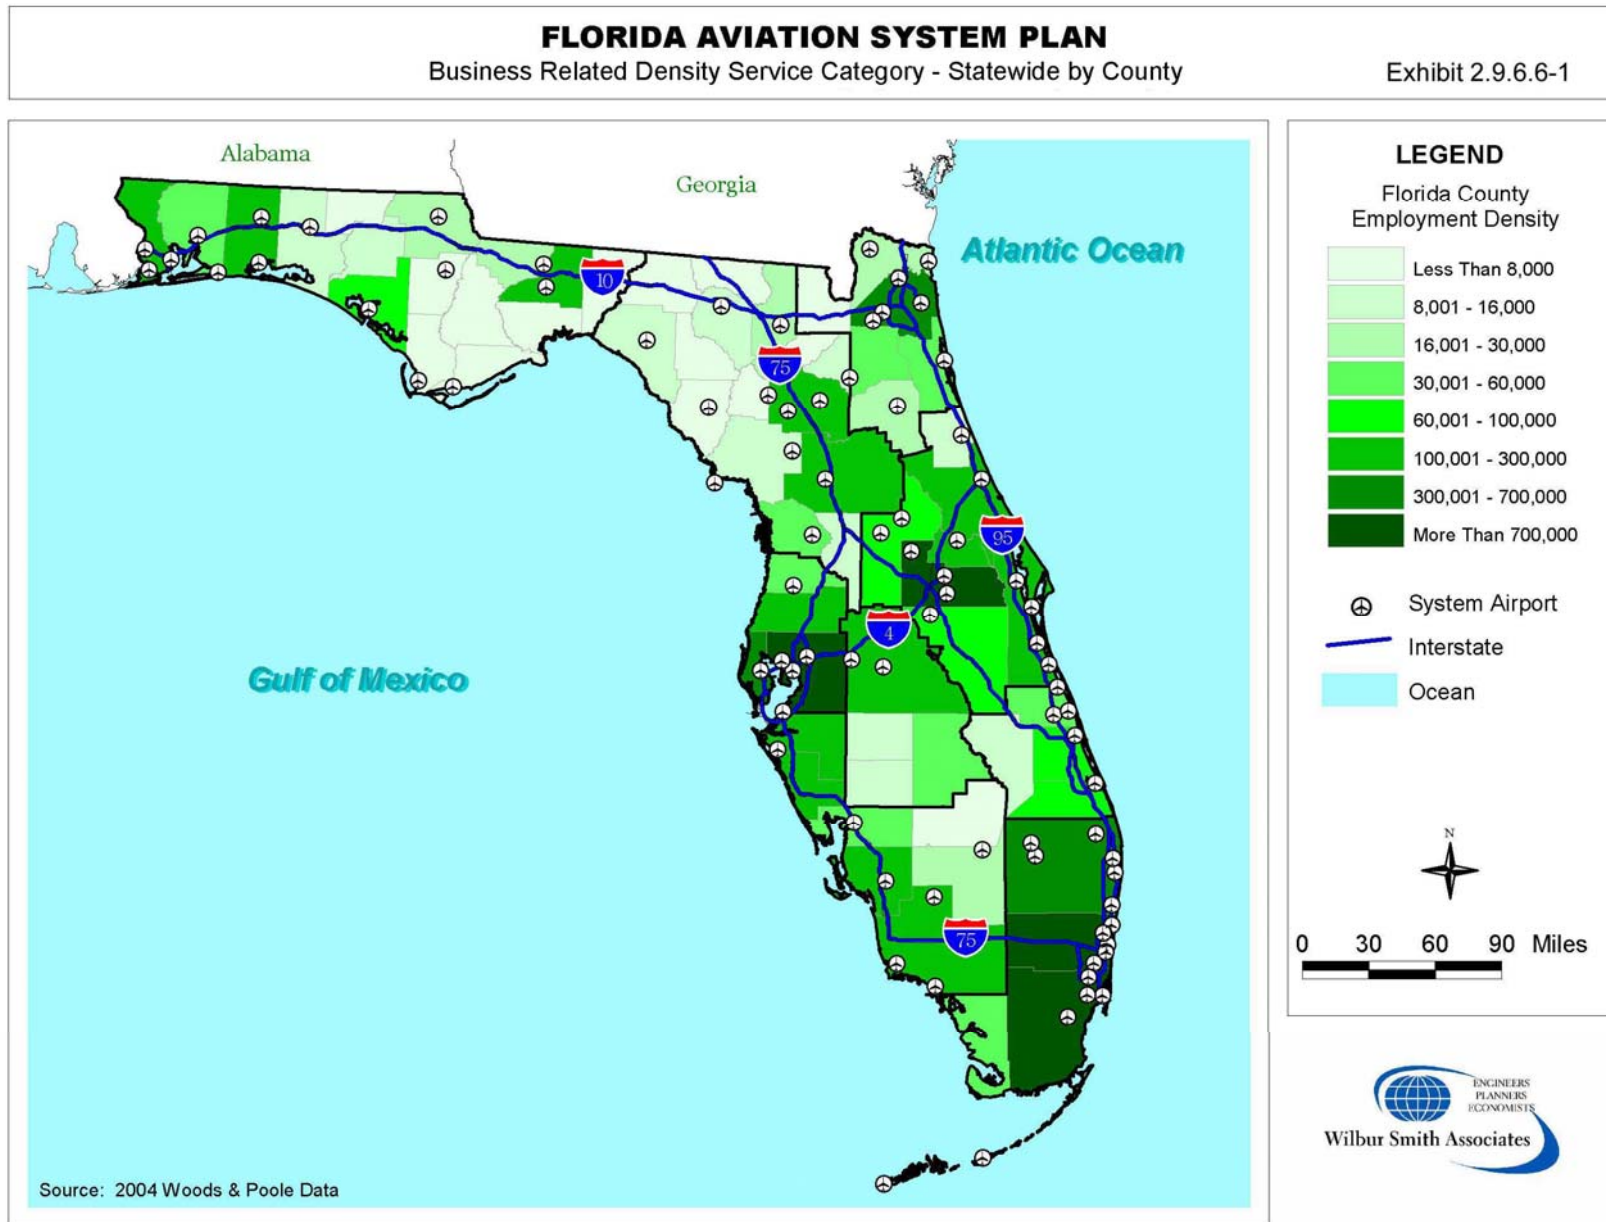 FLORIDA AVIATION SYSTEM PLAN
Business Related Density Service Category - Statewide by County
Exhibit 2.9.6.6-1
Alabama
Georgia
Atlantic Ocean
Gulf of Mexico
10
75
95
4
75
Source: 2004 Woods & Poole Data
LEGEND
Florida County
Employment Density
Less Than 8,000
8,001 - 16,000
16,001 - 30,000
30,001 - 60,000
60,001 - 100,000
100,001 - 300,000
300,001 - 700,000
More Than 700,000
System Airport
Interstate
Ocean
N
0 30 60 90 Miles
ENGINEERS
PLANNERS
ECONOMISTS
Wilbur Smith Associates